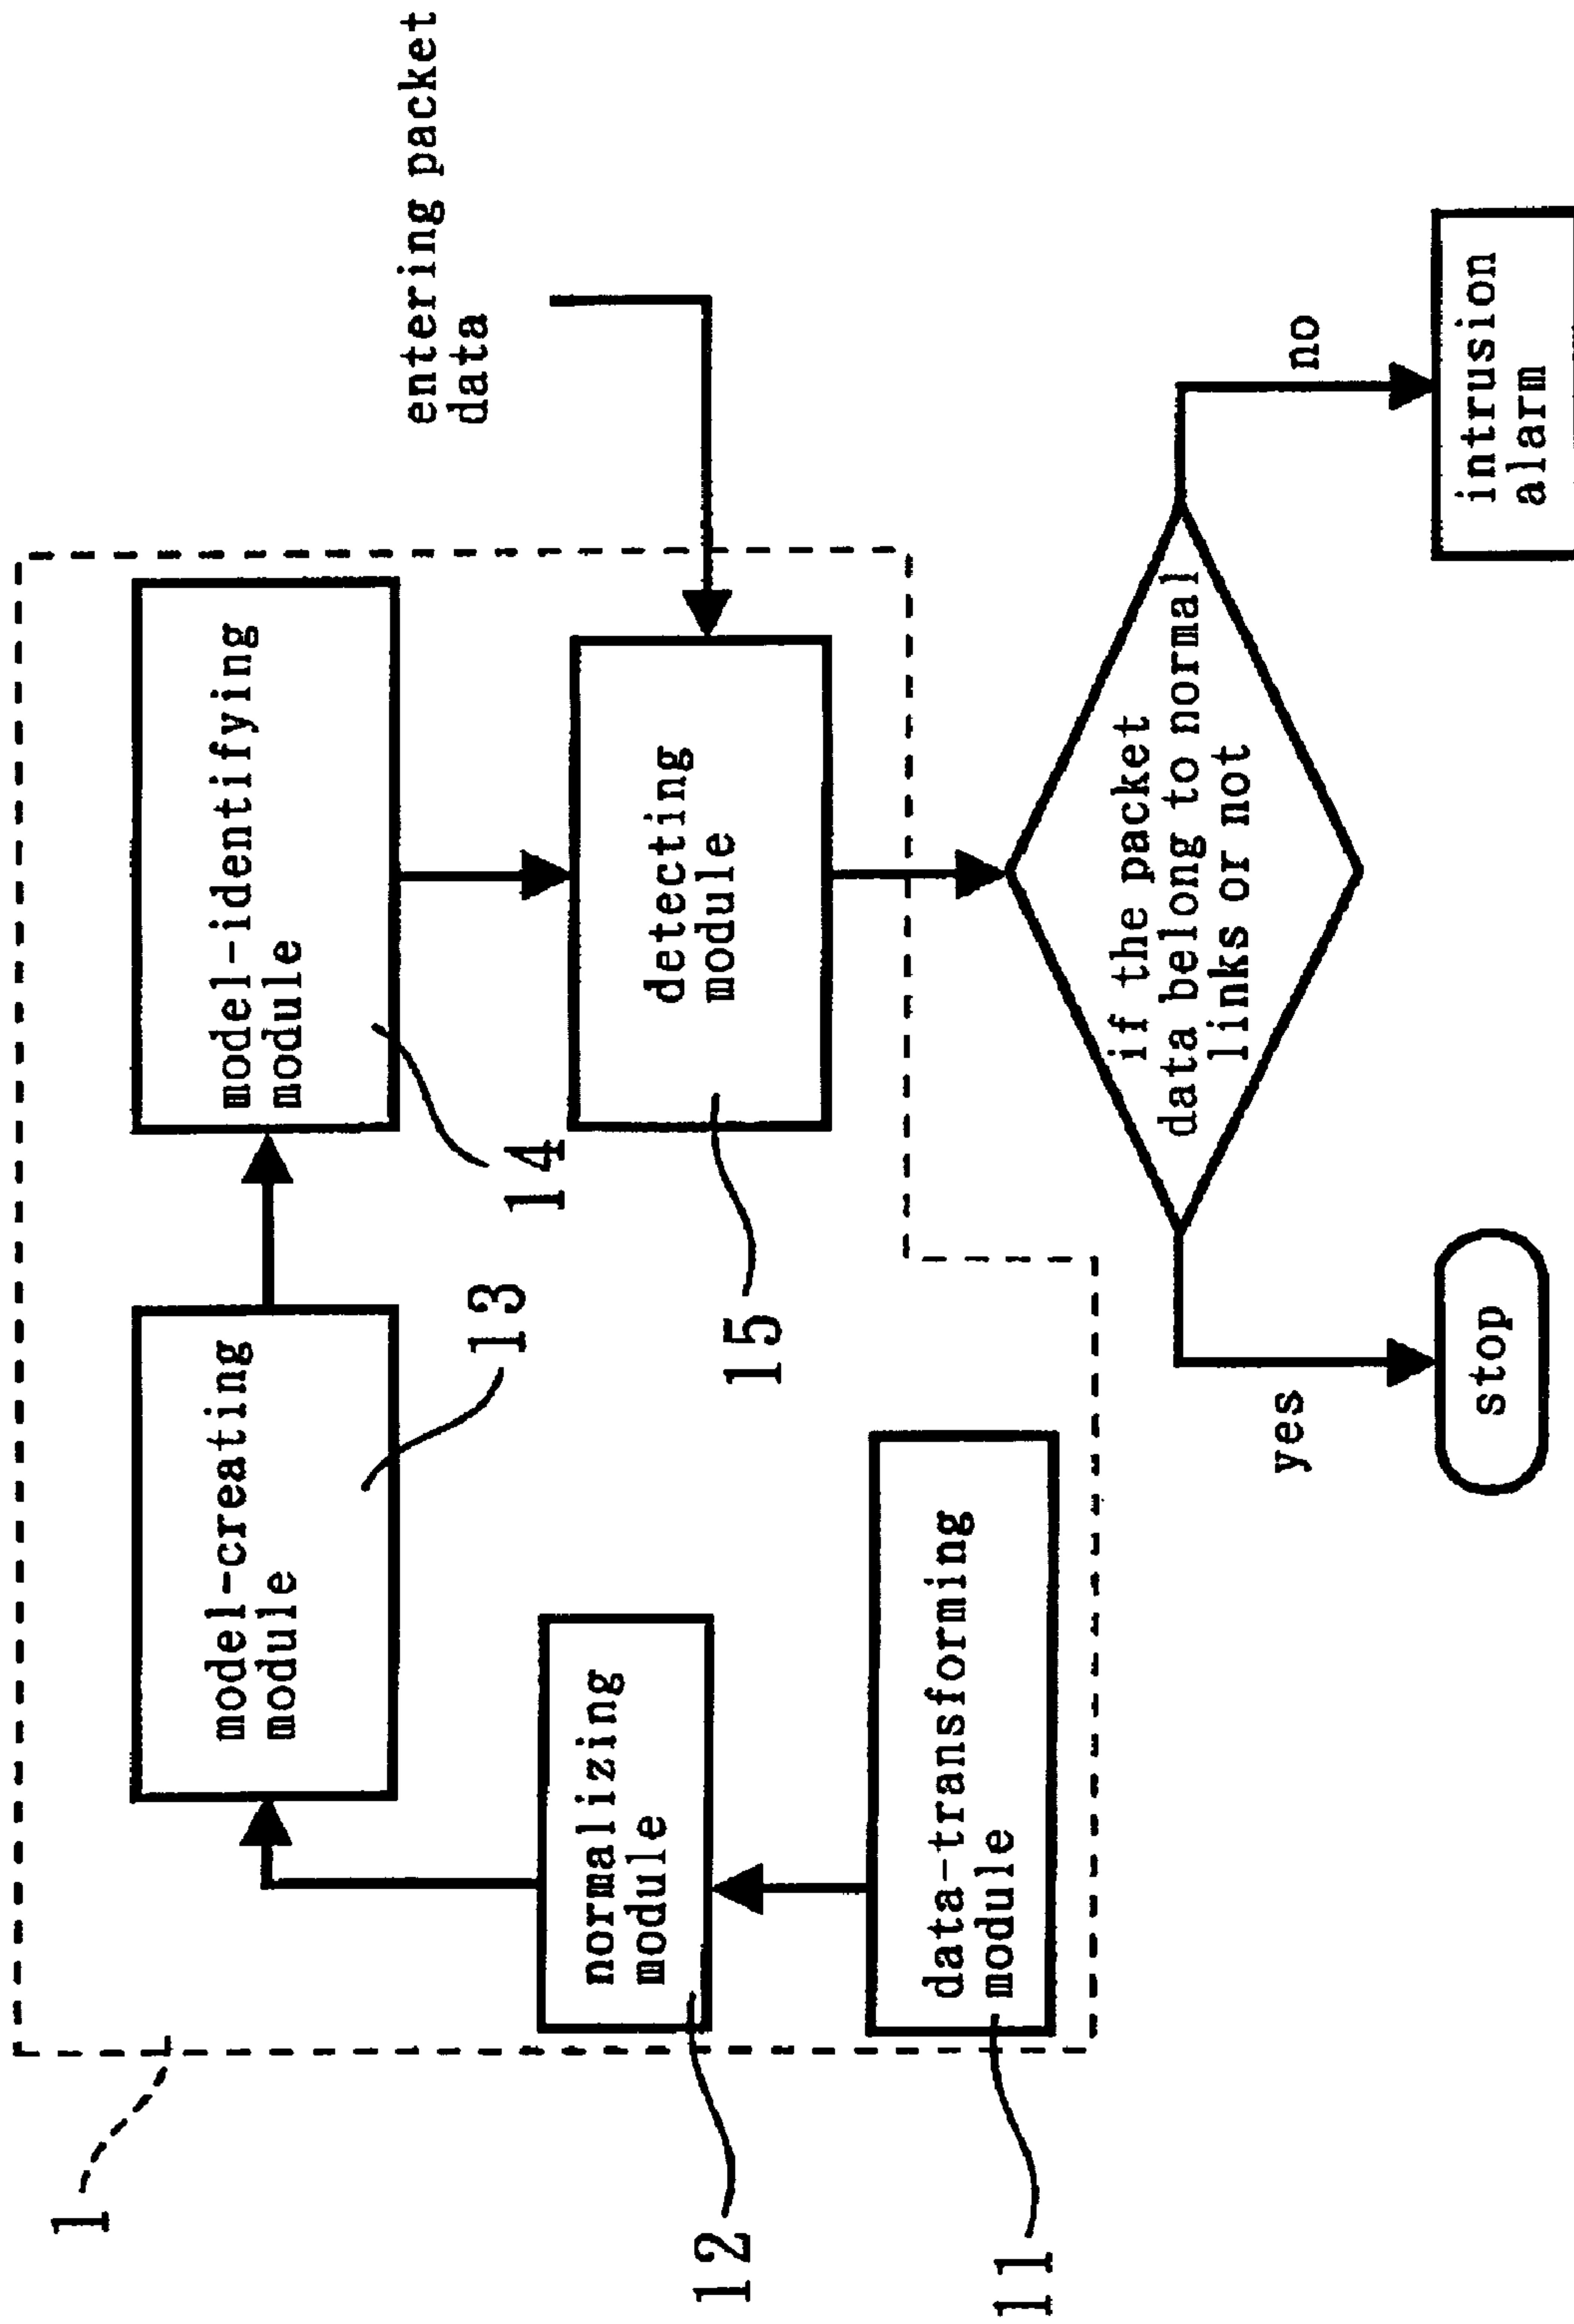 1
model-creating
module
13
model-identifying
module
14
entering packet
data
12
normalizing
module
detecting
module
15
11
data-transforming
module
if the packet
data belong to normal
links or not
yes
no
stop
intrusion
alarm